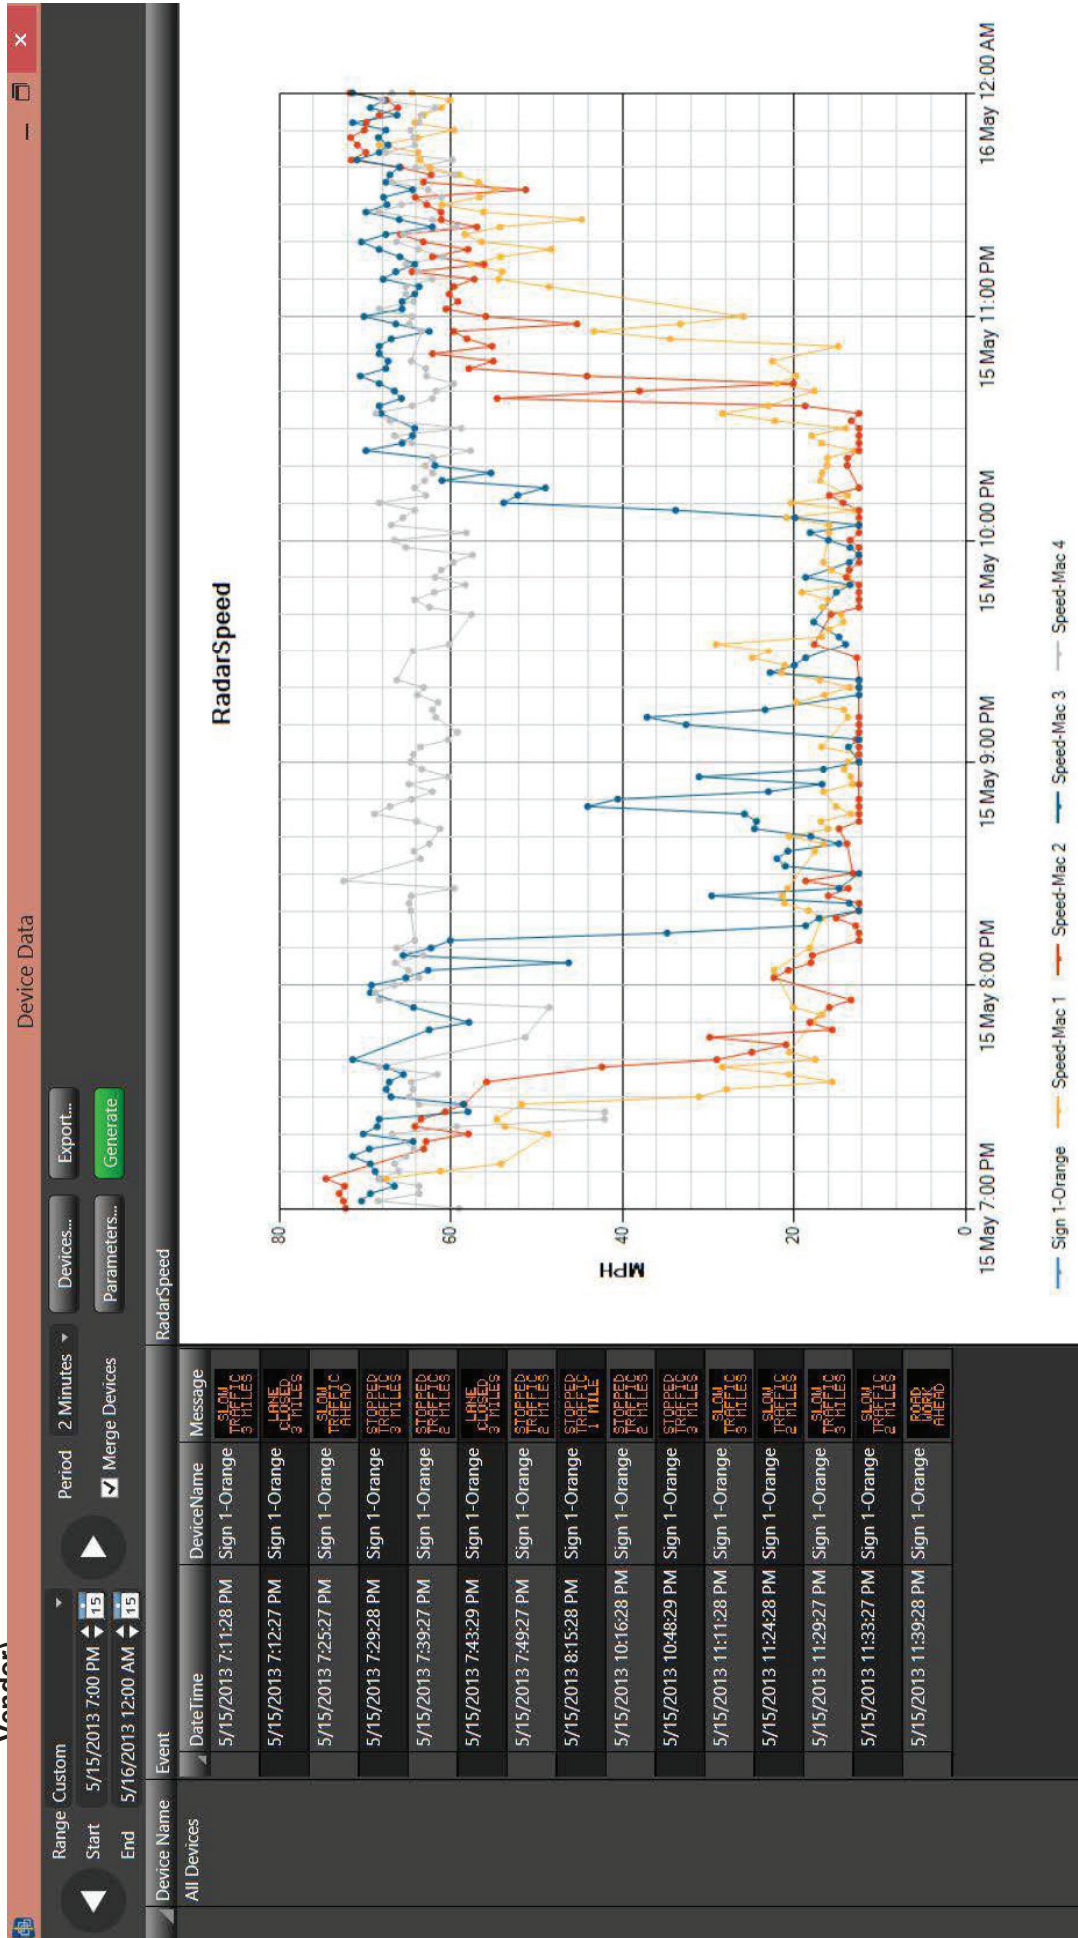 Device Data
Range Custom
Start 5/15/2013 7:00 PM 15
End 5/16/2013 12:00 AM 15
Period 2 Minutes
Merge Devices
Devices... Export...
Parameters... Generate
Device Name Event RadarSpeed
All Devices
DateTime DeviceName Message
5/15/2013 7:11:28 PM Sign 1-Orange SLOW TRAFFIC 3 MILES
5/15/2013 7:12:27 PM Sign 1-Orange LANE CLOSED 3 MILES
5/15/2013 7:25:27 PM Sign 1-Orange SLOW TRAFFIC AHEAD
5/15/2013 7:29:28 PM Sign 1-Orange STOPPED TRAFFIC 3 MILES
5/15/2013 7:39:27 PM Sign 1-Orange STOPPED TRAFFIC 2 MILES
5/15/2013 7:43:29 PM Sign 1-Orange LANE CLOSED 3 MILES
5/15/2013 7:49:27 PM Sign 1-Orange STOPPED TRAFFIC 2 MILES
5/15/2013 8:15:28 PM Sign 1-Orange STOPPED TRAFFIC 1 MILE
5/15/2013 10:16:28 PM Sign 1-Orange STOPPED TRAFFIC 2 MILES
5/15/2013 10:48:29 PM Sign 1-Orange STOPPED TRAFFIC 3 MILES
5/15/2013 11:11:28 PM Sign 1-Orange SLOW TRAFFIC 3 MILES
5/15/2013 11:24:28 PM Sign 1-Orange SLOW TRAFFIC 2 MILES
5/15/2013 11:29:27 PM Sign 1-Orange SLOW TRAFFIC 3 MILES
5/15/2013 11:33:27 PM Sign 1-Orange SLOW TRAFFIC 2 MILES
5/15/2013 11:39:28 PM Sign 1-Orange ROAD WORK AHEAD
RadarSpeed
80
60
40
20
0
MPH
15 May 7:00 PM 15 May 8:00 PM 15 May 9:00 PM 15 May 10:00 PM 15 May 11:00 PM 16 May 12:00 AM
Sign 1-Orange Speed-Mac 1 Speed-Mac 2 Speed-Mac 3 Speed-Mac 4